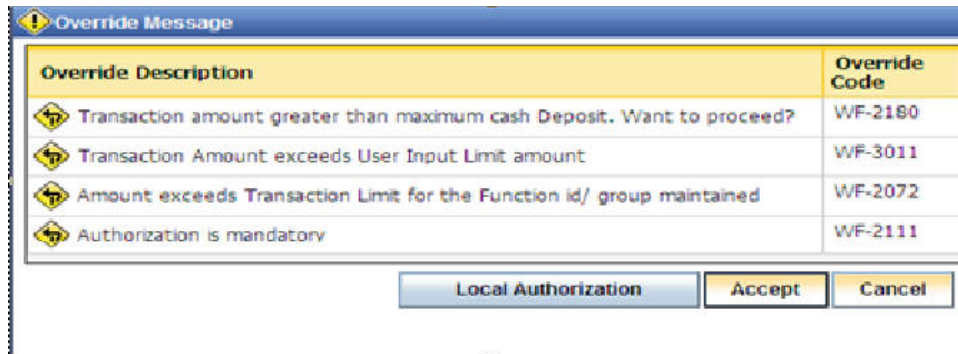 Override Message
Override Description
Override Code
Transaction amount greater than maximum cash Deposit. Want to proceed? WF-2180
Transaction Amount exceeds User Input Limit amount WF-3011
Amount exceeds Transaction Limit for the Function id/ group maintained WF-2072
Authorization is mandatory WF-2111
Local Authorization Accept Cancel